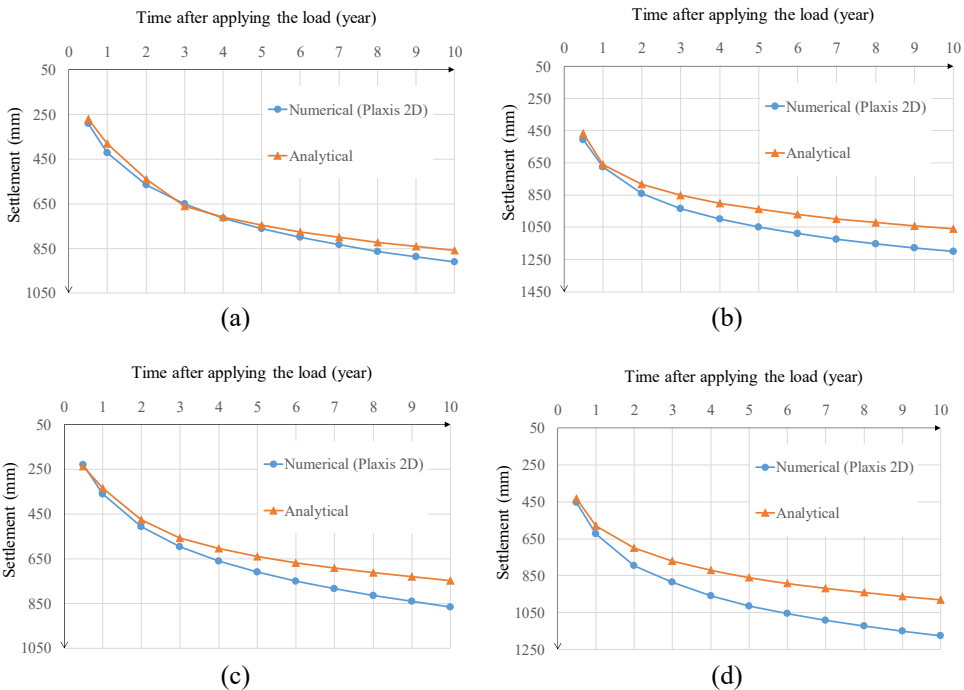 Time after applying the load (year)
0 1 2 3 4 5 6 7 8 9 10
50
250
450
650
850
1050
Settlement (mm)
Numerical (Plaxis 2D)
Analytical
(a)
Time after applying the load (year)
0 1 2 3 4 5 6 7 8 9 10
50
250
450
650
850
1050
1250
1450
Settlement (mm)
Numerical (Plaxis 2D)
Analytical
(b)
Time after applying the load (year)
0 1 2 3 4 5 6 7 8 9 10
50
250
450
650
850
1050
Settlement (mm)
Numerical (Plaxis 2D)
Analytical
(c)
Time after applying the load (year)
0 1 2 3 4 5 6 7 8 9 10
50
250
450
650
850
1050
1250
Settlement (mm)
Numerical (Plaxis 2D)
Analytical
(d)